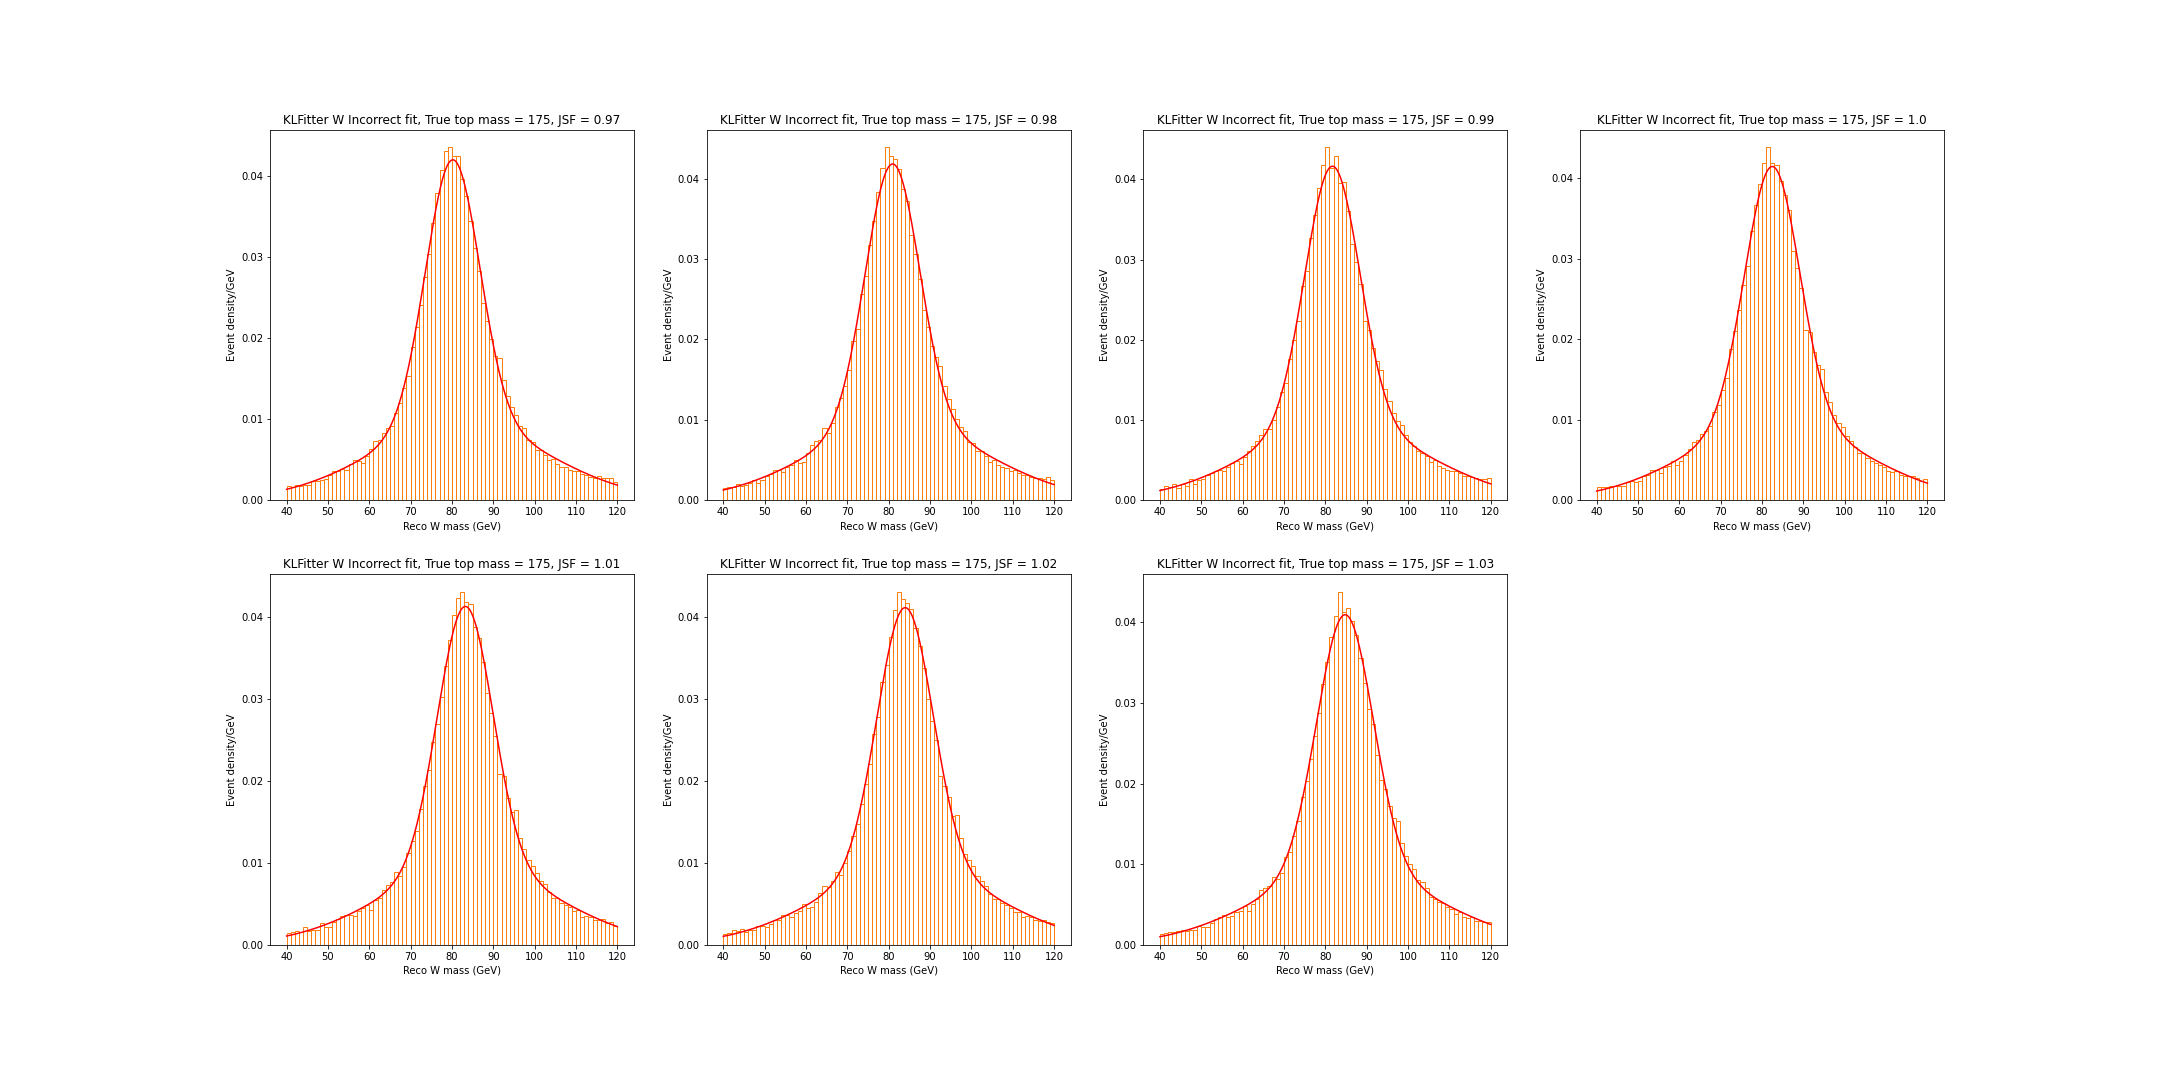 KLFitter W Incorrect fit, True top mass = 175, JSF = 0.97
KLFitter W Incorrect fit, True top mass = 175, JSF = 0.98
KLFitter W Incorrect fit, True top mass = 175, JSF = 0.99
KLFitter W Incorrect fit, True top mass = 175, JSF = 1.0
Event density/GeV
0.04
0.03
0.02
0.01
0.00
40 50 60 70 80 90 100 110 120
Reco W mass (GeV)
Event density/GeV
0.04
0.03
0.02
0.01
0.00
40 50 60 70 80 90 100 110 120
Reco W mass (GeV)
Event density/GeV
0.04
0.03
0.02
0.01
0.00
40 50 60 70 80 90 100 110 120
Reco W mass (GeV)
Event density/GeV
0.04
0.03
0.02
0.01
0.00
40 50 60 70 80 90 100 110 120
Reco W mass (GeV)
KLFitter W Incorrect fit, True top mass = 175, JSF = 1.01
KLFitter W Incorrect fit, True top mass = 175, JSF = 1.02
KLFitter W Incorrect fit, True top mass = 175, JSF = 1.03
Event density/GeV
0.04
0.03
0.02
0.01
0.00
40 50 60 70 80 90 100 110 120
Reco W mass (GeV)
Event density/GeV
0.04
0.03
0.02
0.01
0.00
40 50 60 70 80 90 100 110 120
Reco W mass (GeV)
Event density/GeV
0.04
0.03
0.02
0.01
0.00
40 50 60 70 80 90 100 110 120
Reco W mass (GeV)